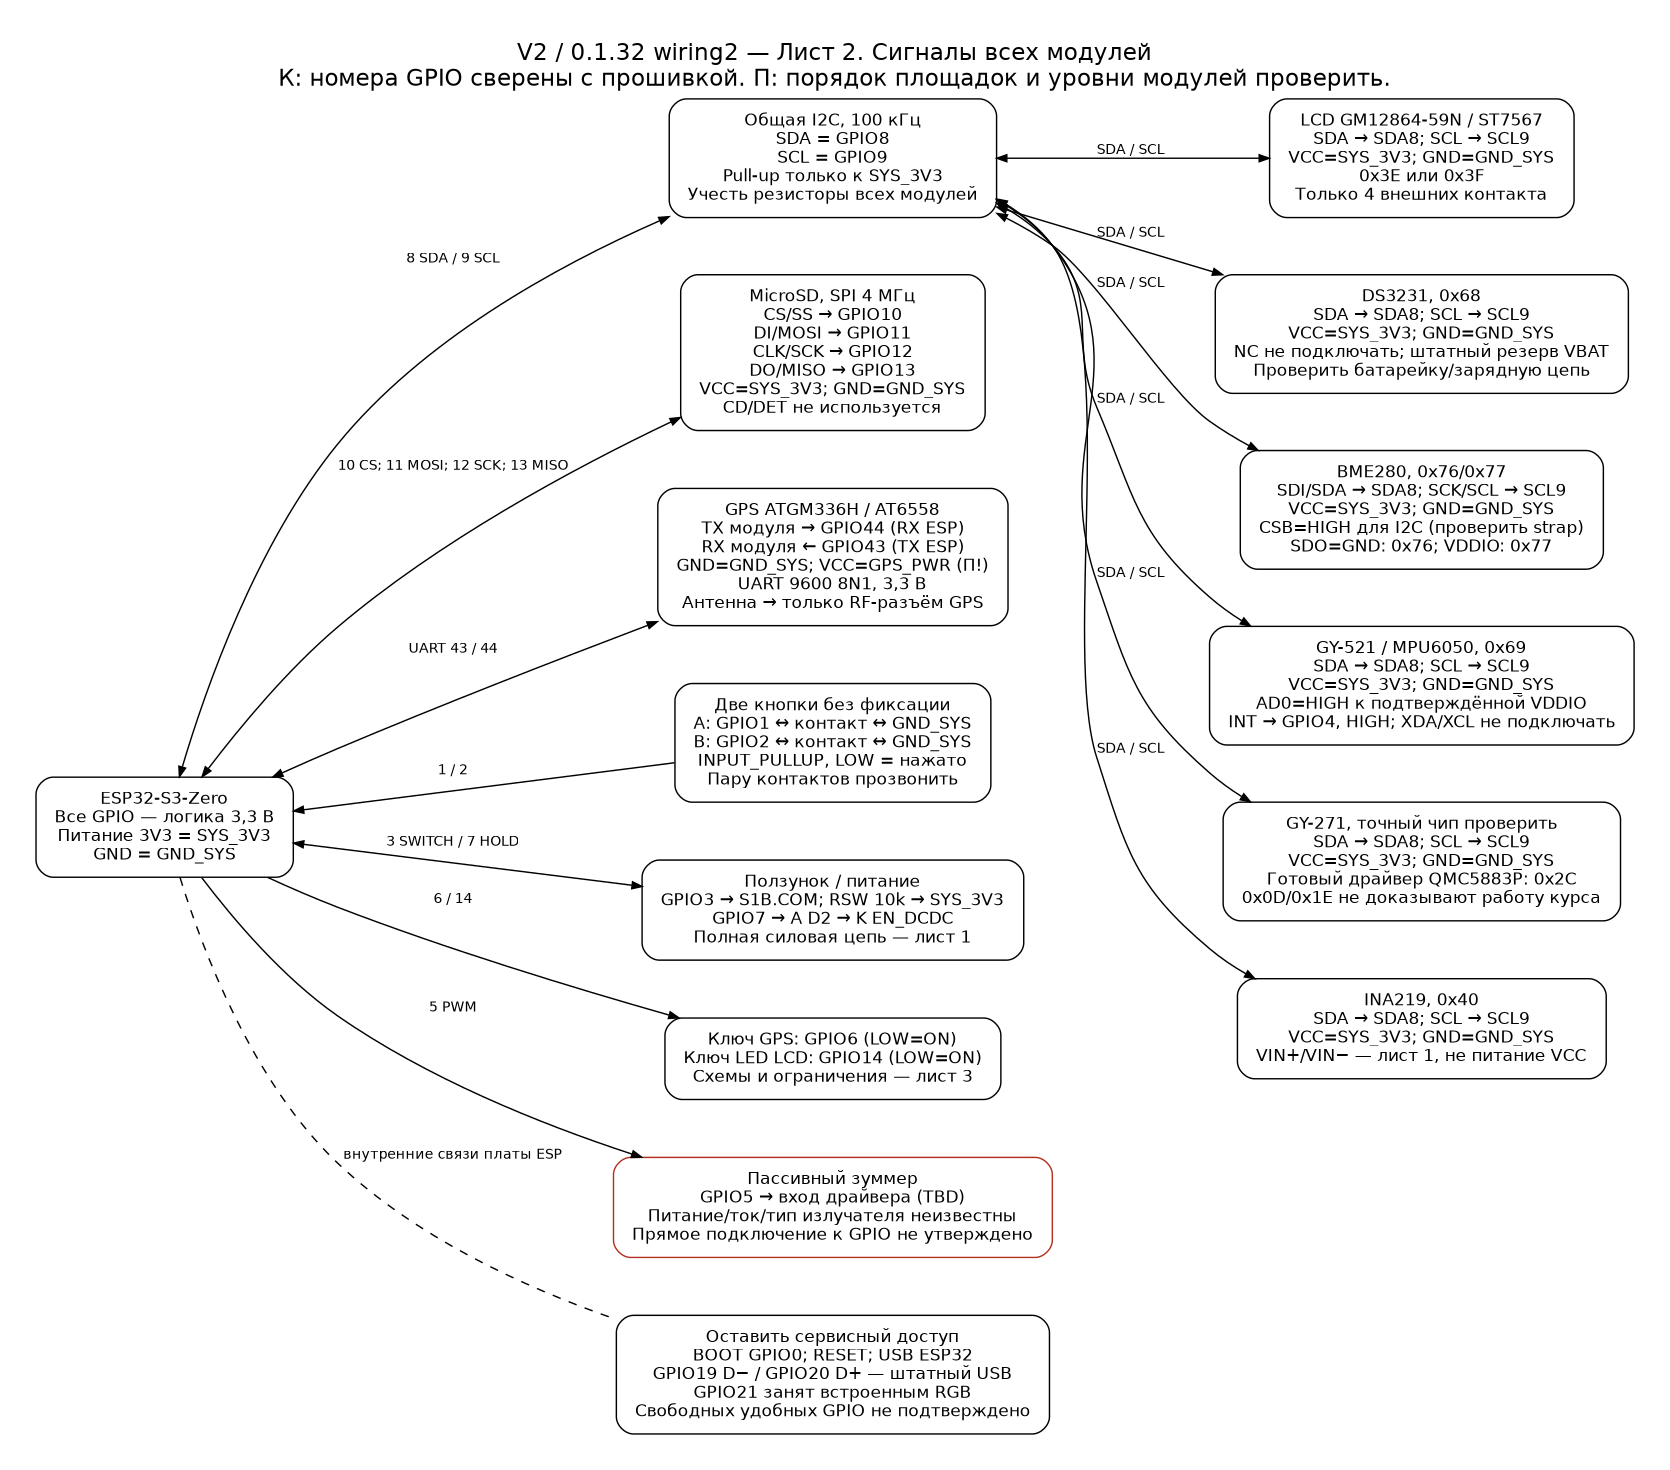 V2 / 0.1.32 wiring2 — Лист 2. Сигналы всех модулей
К: номера GPIO сверены с прошивкой. П: порядок площадок и уровни модулей проверить.
Общая I2C, 100 кГц
SDA = GPIO8
SCL = GPIO9
Pull-up только к SYS_3V3
Учесть резисторы всех модулей
SDA / SCL
LCD GM12864-59N / ST7567
SDA → SDA8; SCL → SCL9
VCC=SYS_3V3; GND=GND_SYS
0x3E или 0x3F
Только 4 внешних контакта
8 SDA / 9 SCL
SDA / SCL
MicroSD, SPI 4 МГц
CS/SS → GPIO10
DI/MOSI → GPIO11
CLK/SCK → GPIO12
DO/MISO → GPIO13
VCC=SYS_3V3; GND=GND_SYS
CD/DET не используется
SDA / SCL
DS3231, 0x68
SDA → SDA8; SCL → SCL9
VCC=SYS_3V3; GND=GND_SYS
NC не подключать; штатный резерв VBAT
Проверить батарейку/зарядную цепь
10 CS; 11 MOSI; 12 SCK; 13 MISO
SDA / SCL
BME280, 0x76/0x77
SDI/SDA → SDA8; SCK/SCL → SCL9
VCC=SYS_3V3; GND=GND_SYS
CSB=HIGH для I2C (проверить strap)
SDO=GND: 0x76; VDDIO: 0x77
GPS ATGM336H / AT6558
TX модуля → GPIO44 (RX ESP)
RX модуля ← GPIO43 (TX ESP)
GND=GND_SYS; VCC=GPS_PWR (П!)
UART 9600 8N1, 3,3 В
Антенна → только RF-разъём GPS
SDA / SCL
UART 43 / 44
GY-521 / MPU6050, 0x69
SDA → SDA8; SCL → SCL9
VCC=SYS_3V3; GND=GND_SYS
AD0=HIGH к подтверждённой VDDIO
INT → GPIO4, HIGH; XDA/XCL не подключать
Две кнопки без фиксации
A: GPIO1 ↔ контакт ↔ GND_SYS
B: GPIO2 ↔ контакт ↔ GND_SYS
INPUT_PULLUP, LOW = нажато
Пару контактов прозвонить
SDA / SCL
1 / 2
ESP32-S3-Zero
Все GPIO — логика 3,3 В
Питание 3V3 = SYS_3V3
GND = GND_SYS
3 SWITCH / 7 HOLD
GY-271, точный чип проверить
SDA → SDA8; SCL → SCL9
VCC=SYS_3V3; GND=GND_SYS
Готовый драйвер QMC5883P: 0x2C
0x0D/0x1E не доказывают работу курса
Ползунок / питание
GPIO3 → S1B.COM; RSW 10k → SYS_3V3
GPIO7 → A D2 → K EN_DCDC
Полная силовая цепь — лист 1
6 / 14
INA219, 0x40
SDA → SDA8; SCL → SCL9
VCC=SYS_3V3; GND=GND_SYS
VIN+/VIN− — лист 1, не питание VCC
5 PWM
Ключ GPS: GPIO6 (LOW=ON)
Ключ LED LCD: GPIO14 (LOW=ON)
Схемы и ограничения — лист 3
внутренние связи платы ESP
Пассивный зуммер
GPIO5 → вход драйвера (TBD)
Питание/ток/тип излучателя неизвестны
Прямое подключение к GPIO не утверждено
Оставить сервисный доступ
BOOT GPIO0; RESET; USB ESP32
GPIO19 D− / GPIO20 D+ — штатный USB
GPIO21 занят встроенным RGB
Свободных удобных GPIO не подтверждено